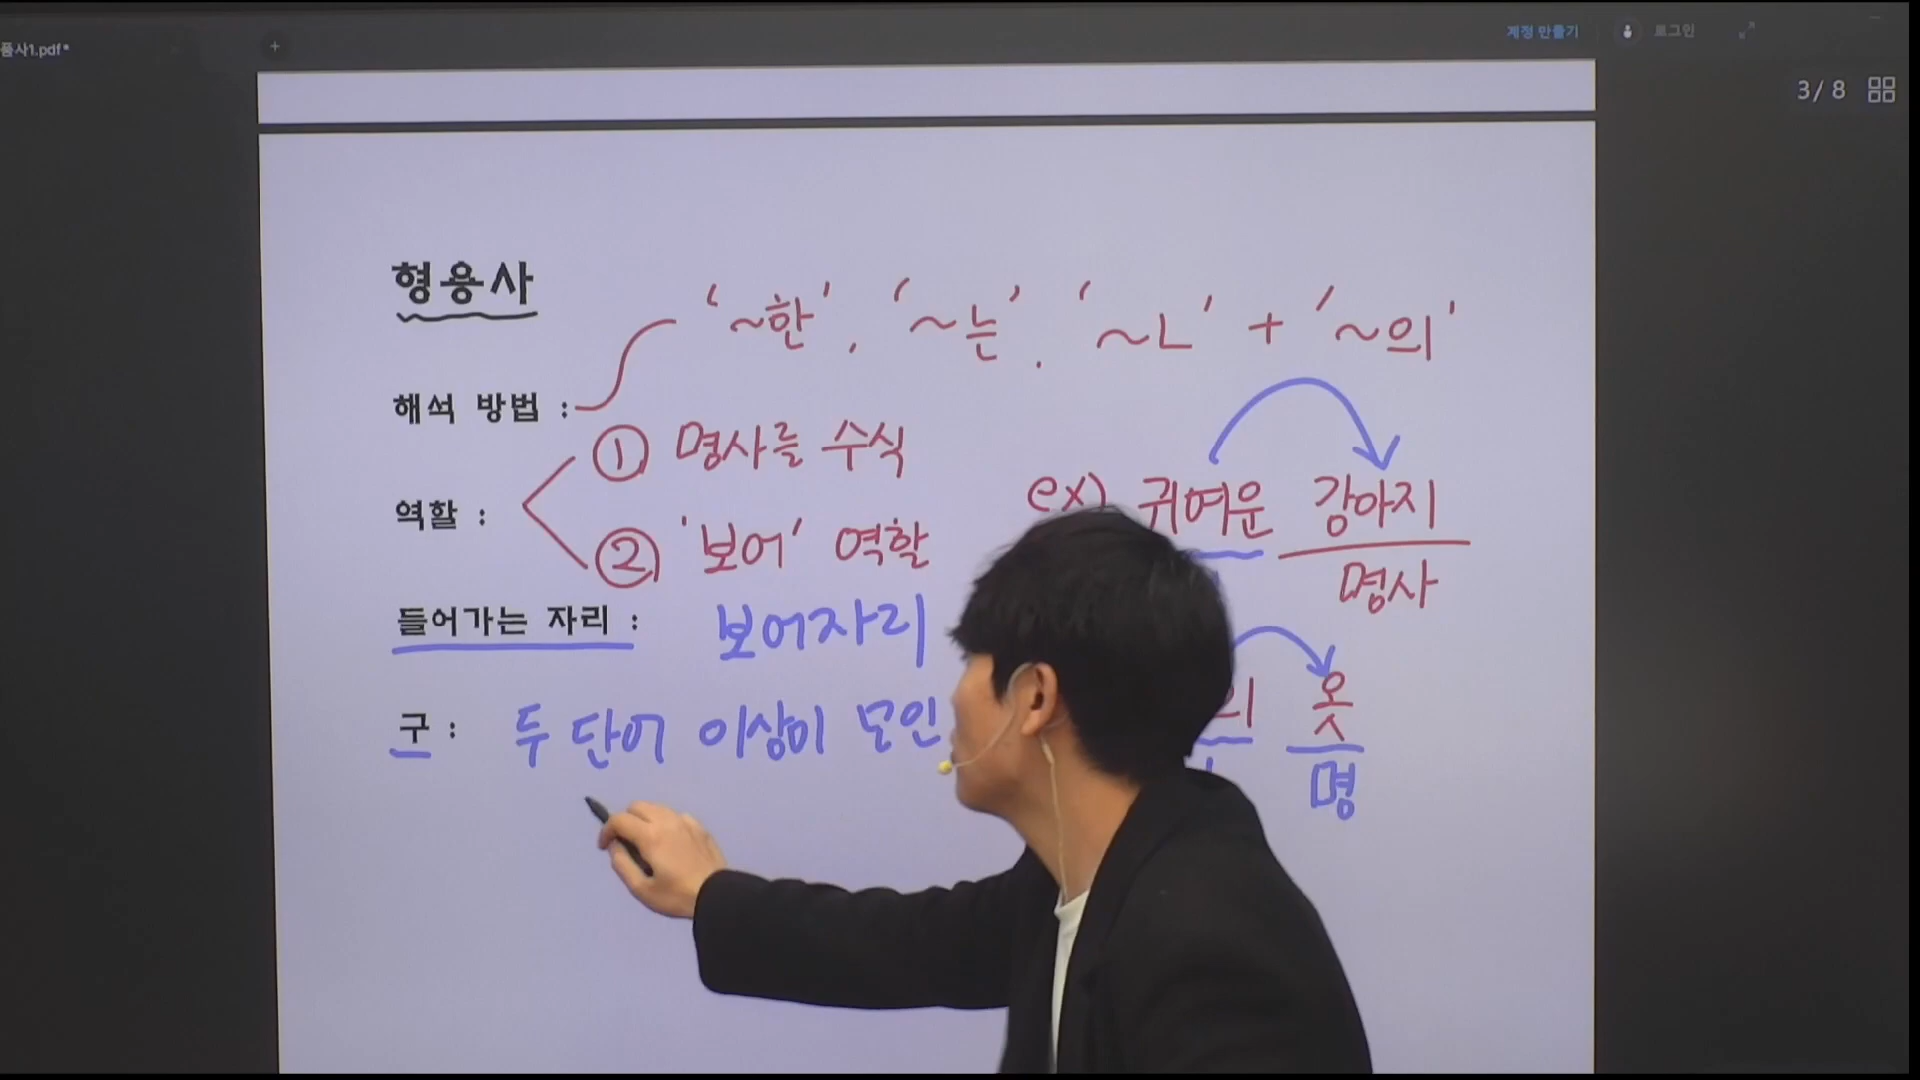 품사1.pdf*
+
계정 만들기 로그인
3/ 8
형용사
'~한', '~는', '~ㄴ' + '~의'
해석 방법 :
① 명사를 수식
역할 :
② '보어' 역할
ex) 귀여운 강아지
명사
들어가는 자리 : 보어자리
의 옷
명
구 : 두 단어 이상이 모인